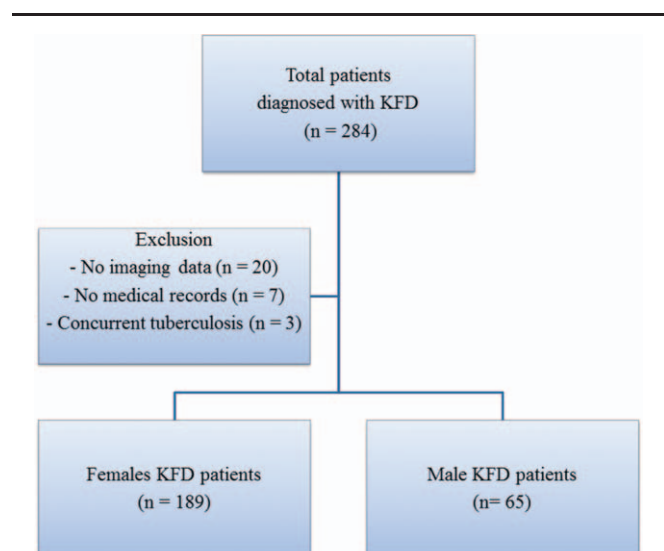 Total patients
diagnosed with KFD
(n = 284)
Exclusion
- No imaging data (n = 20)
- No medical records (n = 7)
- Concurrent tuberculosis (n = 3)
Females KFD patients
(n = 189)
Male KFD patients
(n= 65)